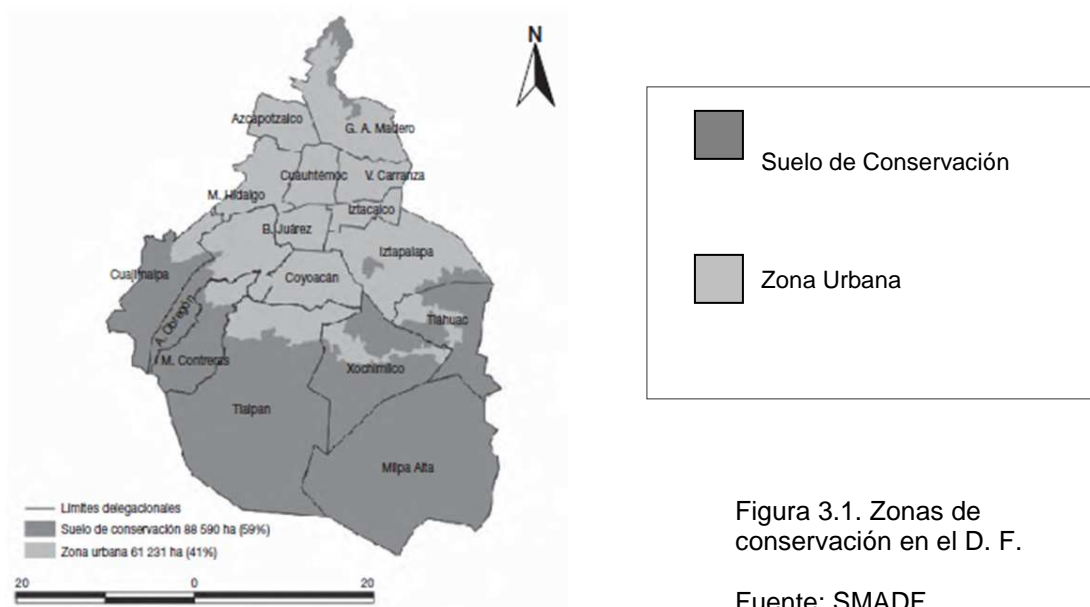 N
Azcapotzalco
G. A. Madero
Cuauhtémoc
V. Carranza
M. Hidalgo
Iztacalco
B. Juárez
Iztapalapa
Cuajimalpa
Coyoacán
A. Obregón
Tlahuac
M. Contreras
Xochimilco
Tlalpan
Milpa Alta
Límites delegacionales
Suelo de conservación 88 590 ha (59%)
Zona urbana 61 231 ha (41%)
20 0 20
Suelo de Conservación
Zona Urbana
Figura 3.1. Zonas de
conservación en el D. F.
Fuente: SMADF